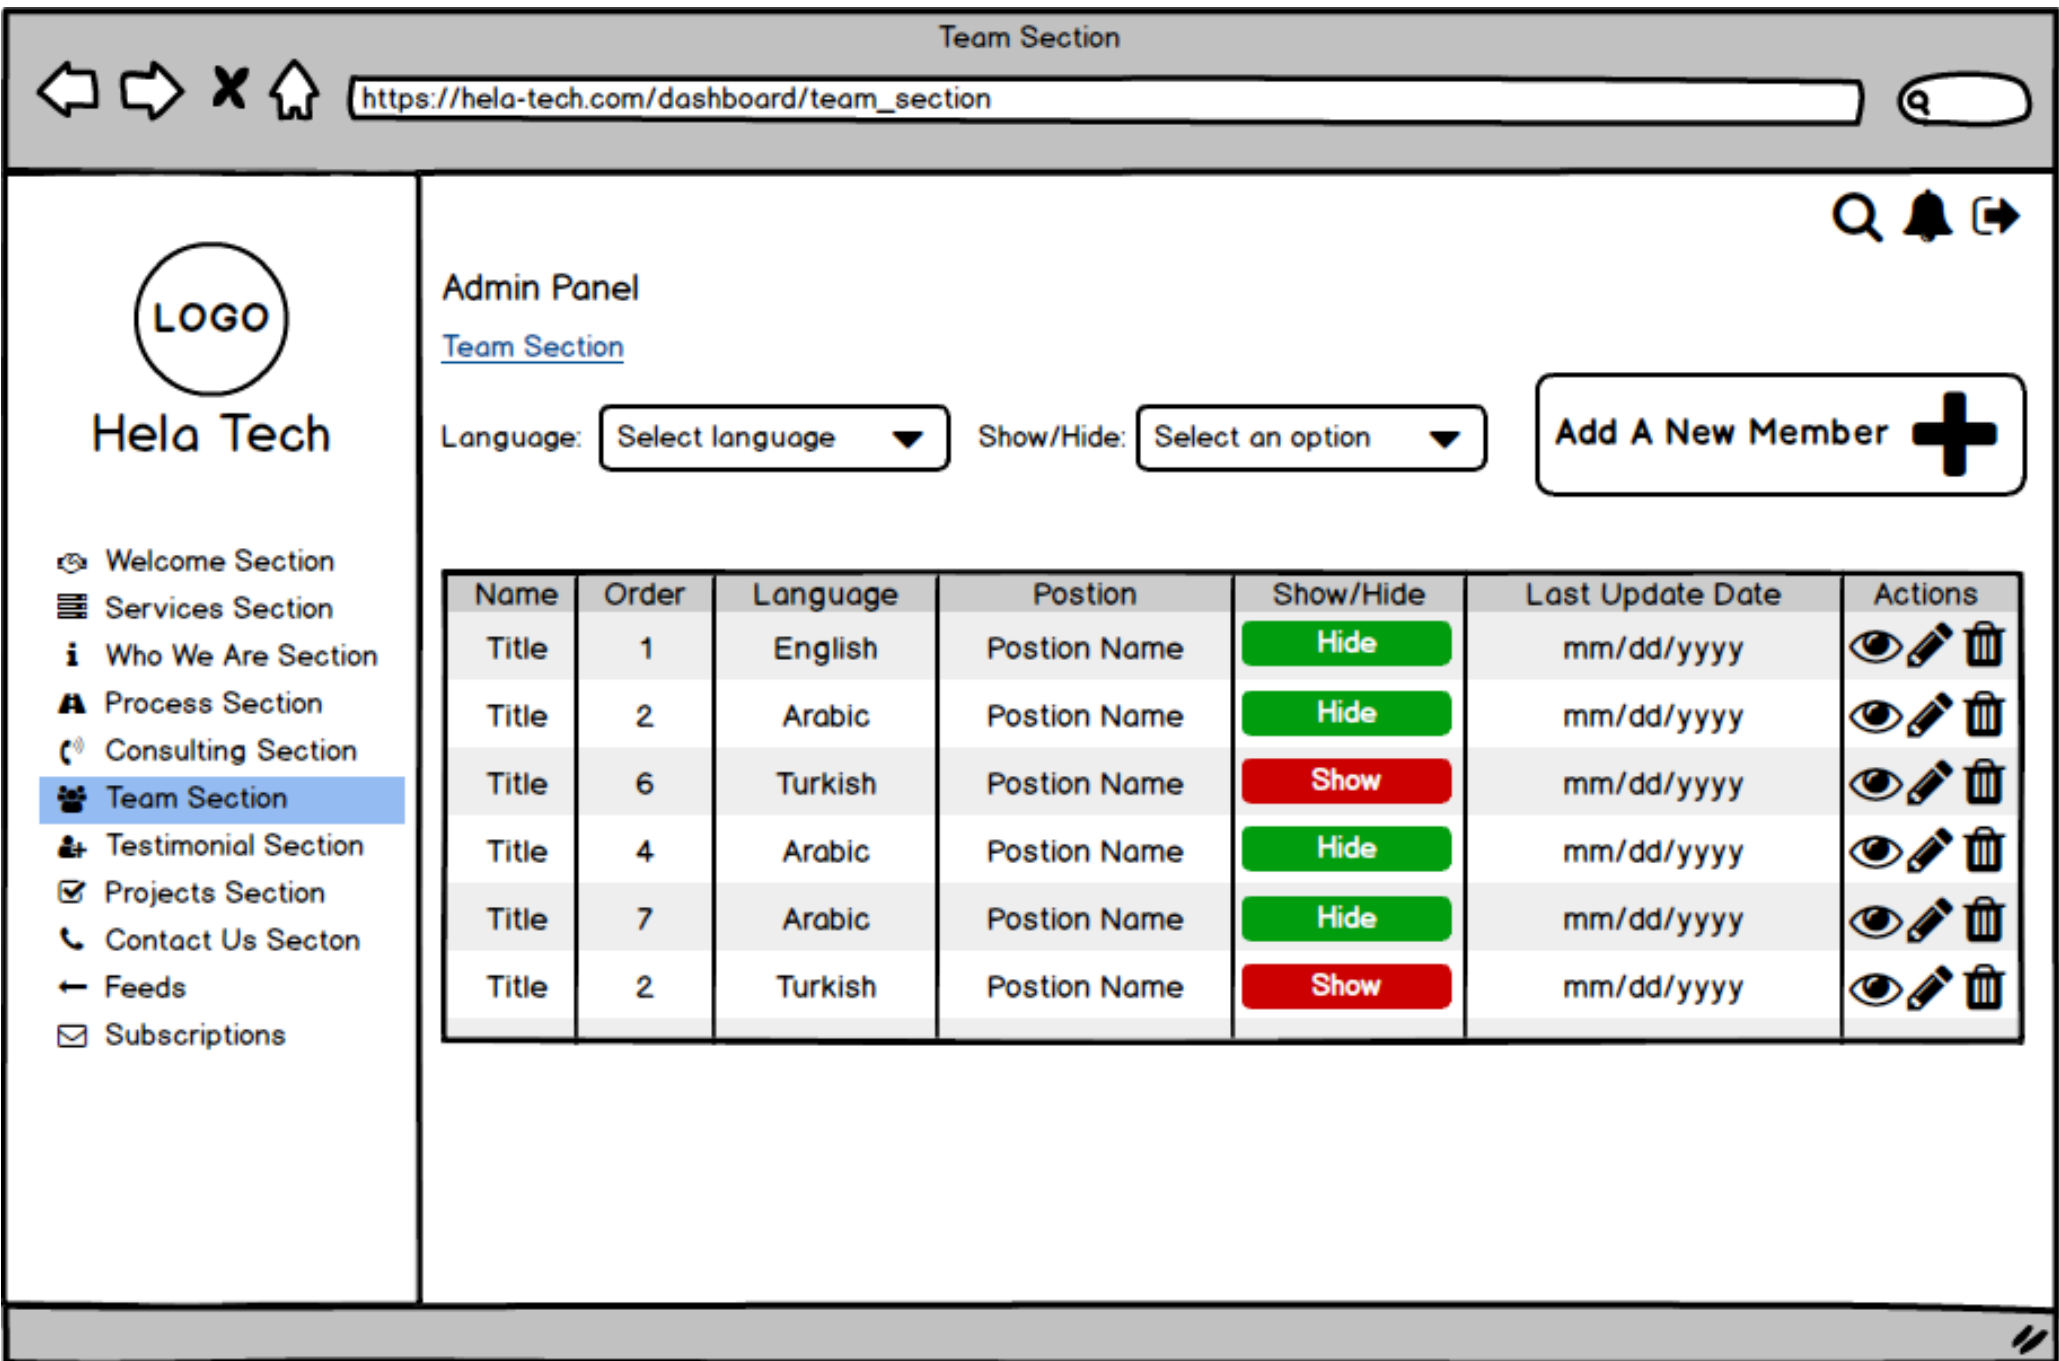 Team Section
https://hela-tech.com/dashboard/team_section
LOGO
Hela Tech
Welcome Section
Services Section
Who We Are Section
Process Section
Consulting Section
Team Section
Testimonial Section
Projects Section
Contact Us Secton
Feeds
Subscriptions
Admin Panel
Team Section
Language: Select language Show/Hide: Select an option Add A New Member
Name Order Language Postion Show/Hide Last Update Date Actions
Title 1 English Postion Name Hide mm/dd/yyyy
Title 2 Arabic Postion Name Hide mm/dd/yyyy
Title 6 Turkish Postion Name Show mm/dd/yyyy
Title 4 Arabic Postion Name Hide mm/dd/yyyy
Title 7 Arabic Postion Name Hide mm/dd/yyyy
Title 2 Turkish Postion Name Show mm/dd/yyyy